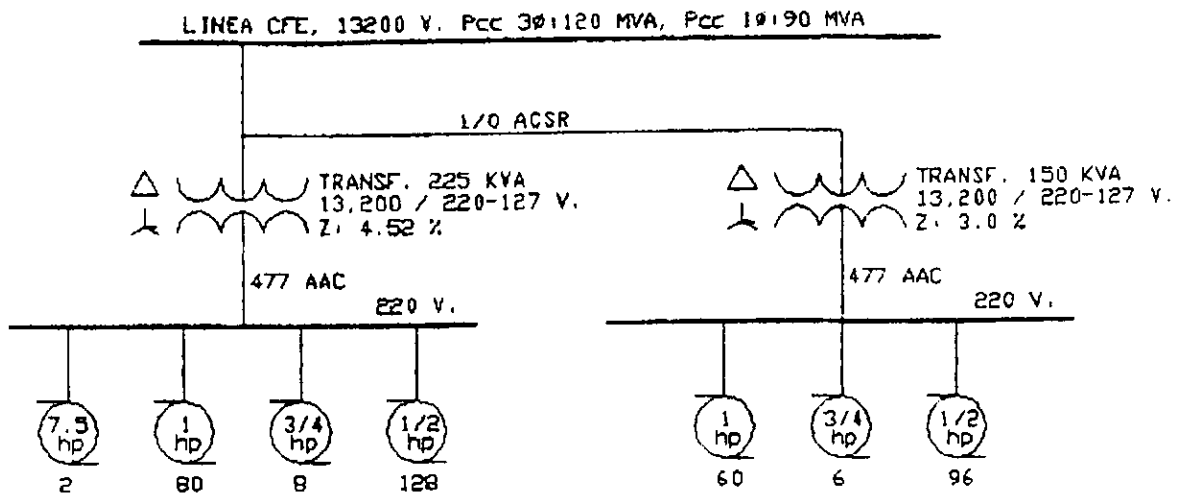 LINEA CFE, 13200 V. Pcc 3Ø:120 MVA, Pcc 1Ø:90 MVA
1/0 ACSR
TRANSF. 225 KVA
13,200 / 220-127 V.
Z: 4.52 %
TRANSF. 150 KVA
13,200 / 220-127 V.
Z: 3.0 %
477 AAC
220 V.
477 AAC
220 V.
7.5 hp
1 hp
3/4 hp
1/2 hp
1 hp
3/4 hp
1/2 hp
2
80
8
128
60
6
96